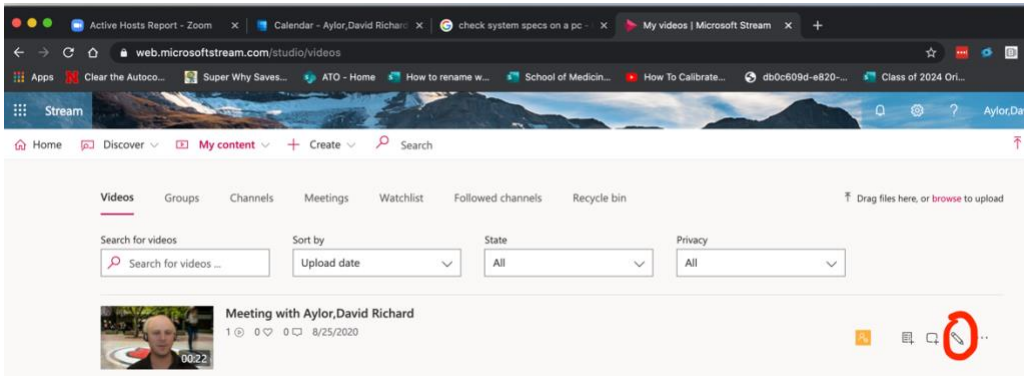 Active Hosts Report - Zoom Calendar - Aylor,David Richard check system specs on a pc - My videos | Microsoft Stream
web.microsoftstream.com/studio/videos
Apps Clear the Autoco... Super Why Saves... ATO - Home How to rename w... School of Medicin... How To Calibrate... db0c609d-e820-... Class of 2024 Ori...
Stream ? Aylor,Da
Home Discover My content Create Search
Videos Groups Channels Meetings Watchlist Followed channels Recycle bin Drag files here, or browse to upload
Search for videos Sort by State Privacy
Search for videos ... Upload date All All
Meeting with Aylor,David Richard
1 0 0 8/25/2020
00:22